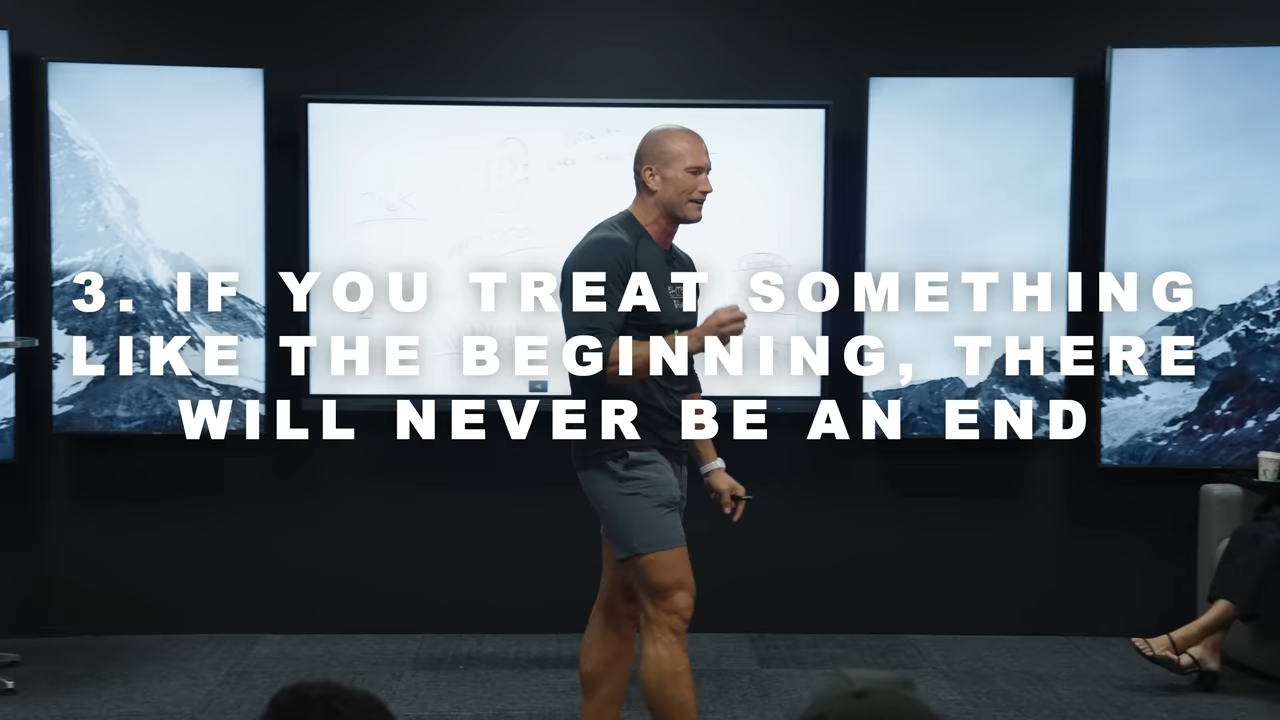 3. IF YOU TREAT SOMETHING
LIKE THE BEGINNING, THERE
WILL NEVER BE AN END